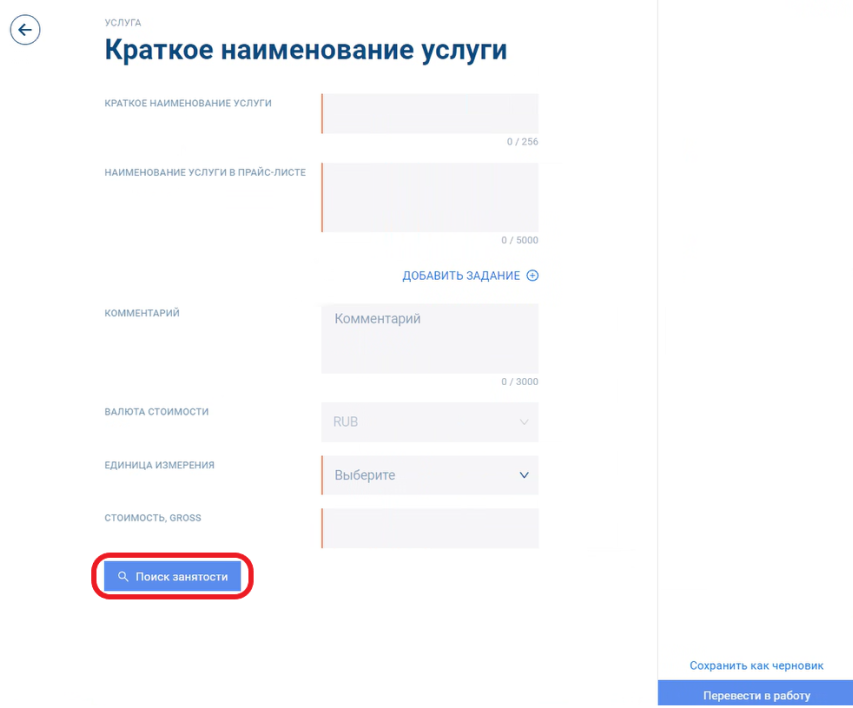 УСЛУГА
Краткое наименование услуги
КРАТКОЕ НАИМЕНОВАНИЕ УСЛУГИ
0 / 256
НАИМЕНОВАНИЕ УСЛУГИ В ПРАЙС-ЛИСТЕ
0 / 5000
ДОБАВИТЬ ЗАДАНИЕ
КОММЕНТАРИЙ
Комментарий
0 / 3000
ВАЛЮТА СТОИМОСТИ
RUB
ЕДИНИЦА ИЗМЕРЕНИЯ
Выберите
СТОИМОСТЬ, GROSS
Поиск занятости
Сохранить как черновик
Перевести в работу